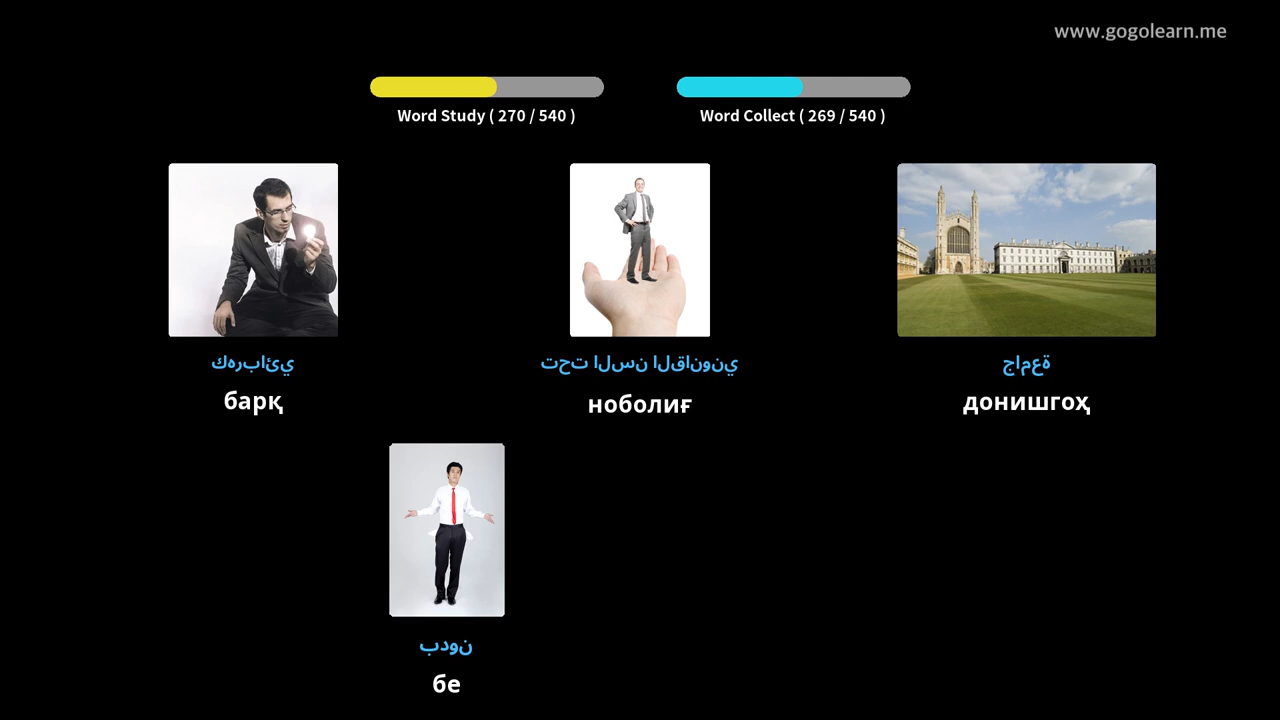 www.gogolearn.me
Word Study ( 270 / 540 )
Word Collect ( 269 / 540 )
كهربائي
барқ
تحت السن القانوني
ноболиғ
جامعة
донишгоҳ
بدون
бе